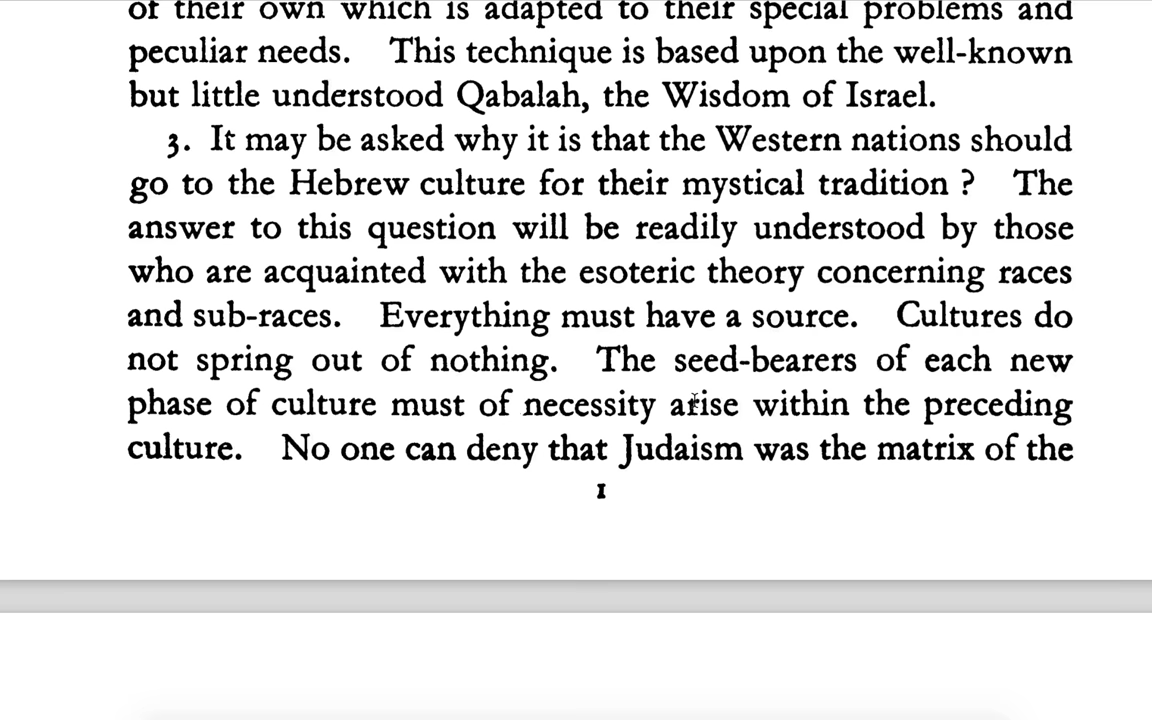 of their own which is adapted to their special problems and
peculiar needs. This technique is based upon the well-known
but little understood Qabalah, the Wisdom of Israel.
3. It may be asked why it is that the Western nations should
go to the Hebrew culture for their mystical tradition ? The
answer to this question will be readily understood by those
who are acquainted with the esoteric theory concerning races
and sub-races. Everything must have a source. Cultures do
not spring out of nothing. The seed-bearers of each new
phase of culture must of necessity arise within the preceding
culture. No one can deny that Judaism was the matrix of the
1